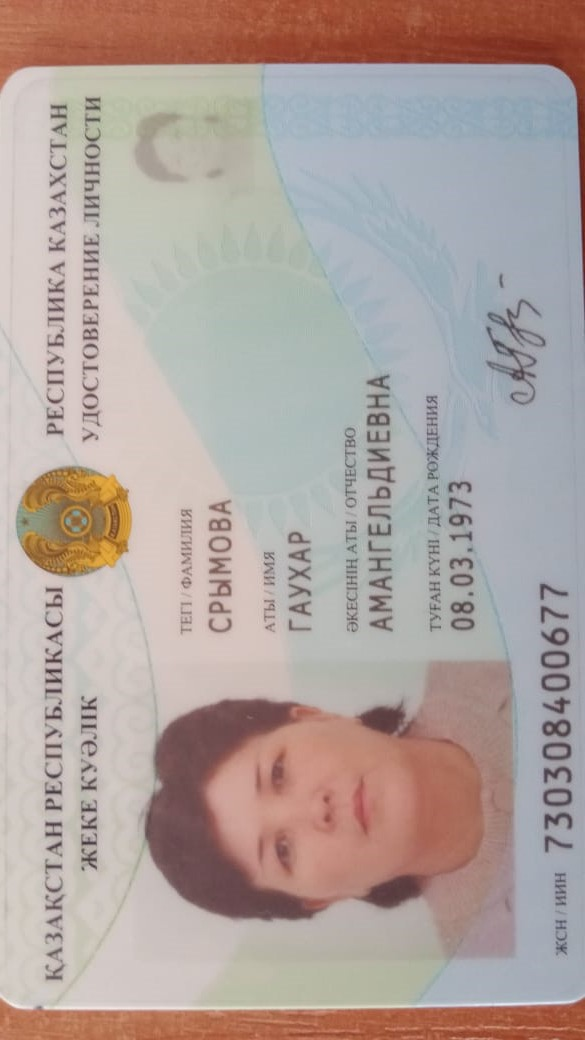 ҚАЗАҚСТАН РЕСПУБЛИКАСЫ
ЖЕКЕ КУӘЛІК
РЕСПУБЛИКА КАЗАХСТАН
УДОСТОВЕРЕНИЕ ЛИЧНОСТИ
ТЕГІ / ФАМИЛИЯ
СРЫМОВА
АТЫ / ИМЯ
ГАУХАР
ӘКЕСІНІҢ АТЫ / ОТЧЕСТВО
АМАНГЕЛЬДИЕВНА
ТУҒАН КҮНІ / ДАТА РОЖДЕНИЯ
08.03.1973
ЖСН / ИИН 730308400677